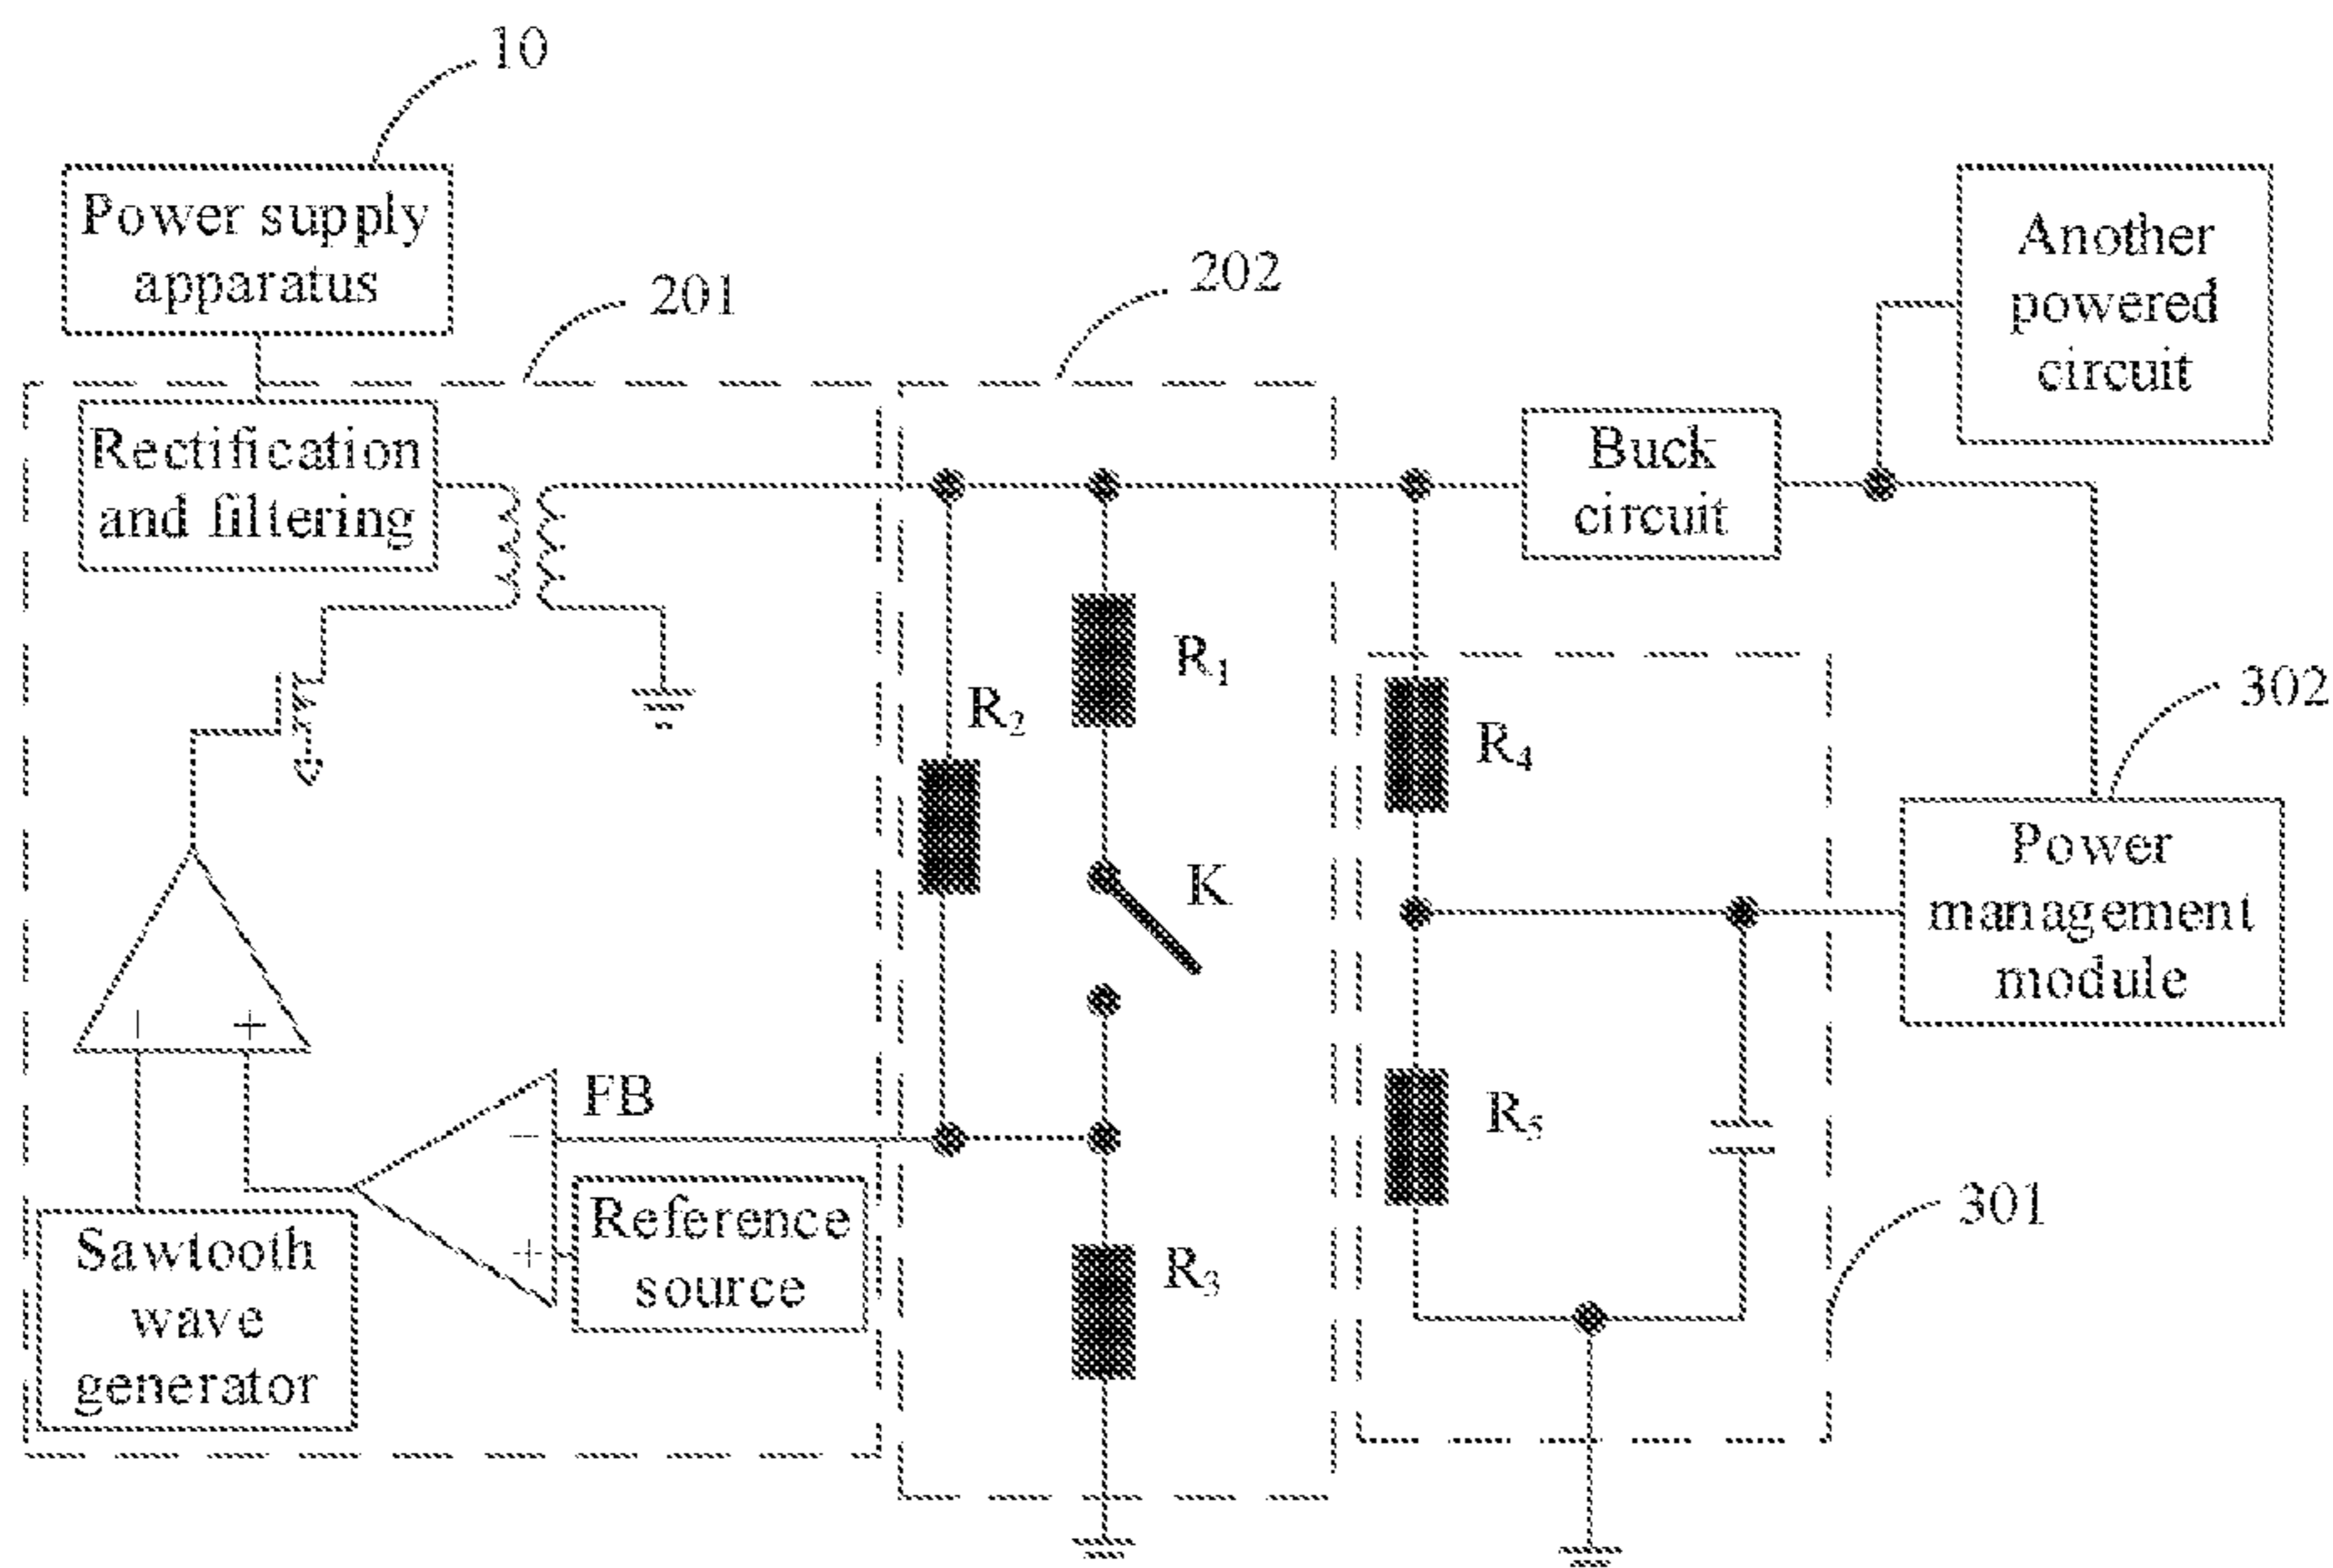 10
Power supply
apparatus
201
202
Another
powered
circuit
Rectification
and filtering
Buck
circuit
R1
R2
R4
302
K
Power
management
module
+
FB
−
R5
Reference
source
+
301
R3
Sawtooth
wave
generator